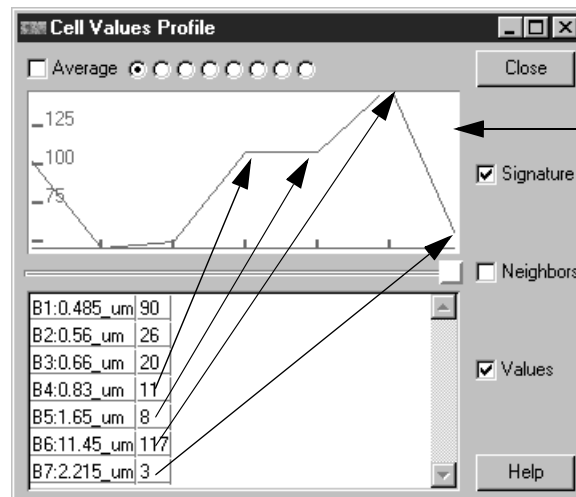 Cell Values Profile
Average
Close
125
100
75
Signature
Neighbors
B1:0.485_um 90
B2:0.56_um 26
B3:0.66_um 20
B4:0.83_um 11
B5:1.65_um 8
B6:11.45_um 117
B7:2.215_um 3
Values
Help